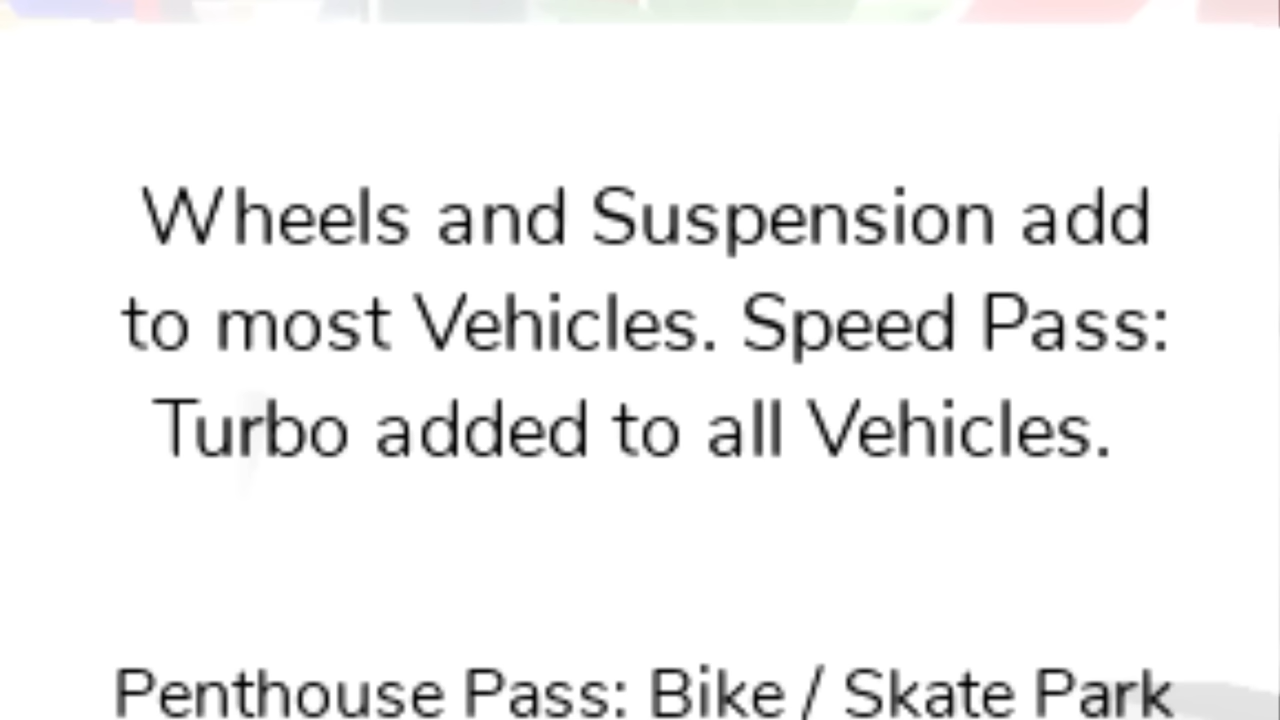 Wheels and Suspension add
to most Vehicles. Speed Pass:
Turbo added to all Vehicles.
Penthouse Pass: Bike / Skate Park